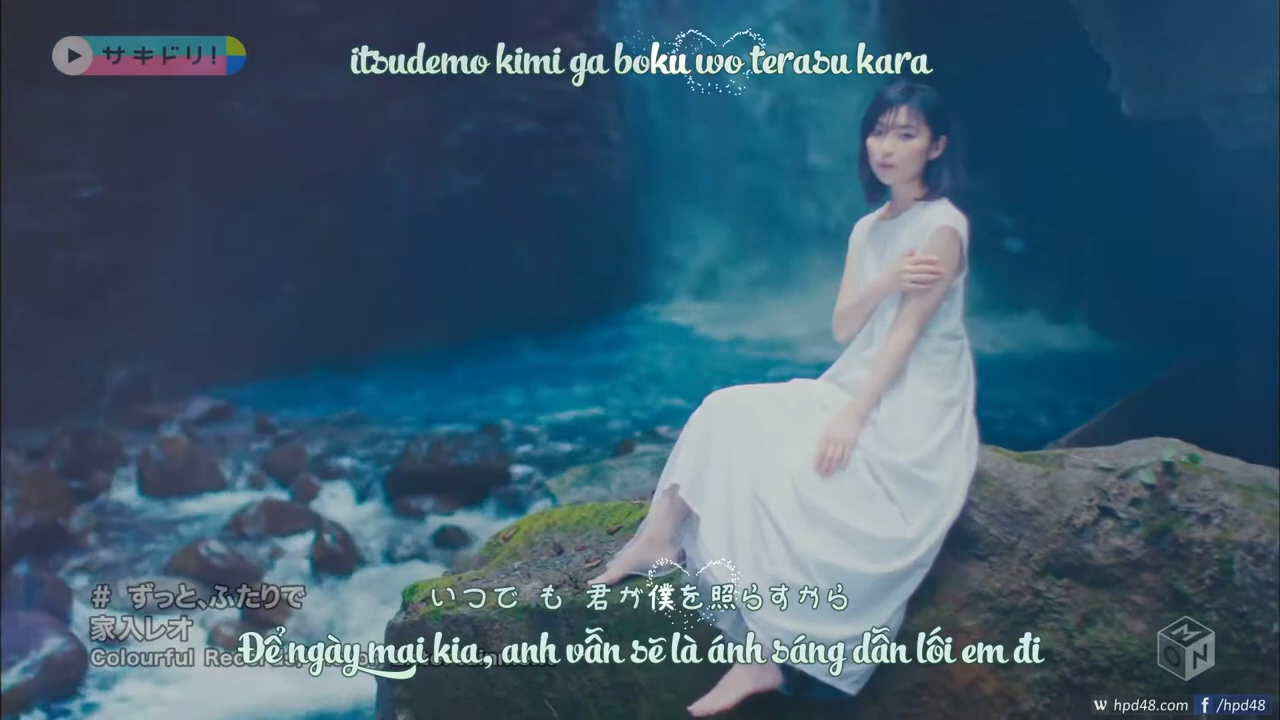 サキドリ!
itsudemo kimi ga boku wo terasu kara
# ずっと、ふたりで
いつでも 君が僕を照らすから
家入レオ
Để ngày mai kia, anh vẫn sẽ là ánh sáng dẫn lối em đi
Colourful Rec
M ON
W hpd48.com f /hpd48